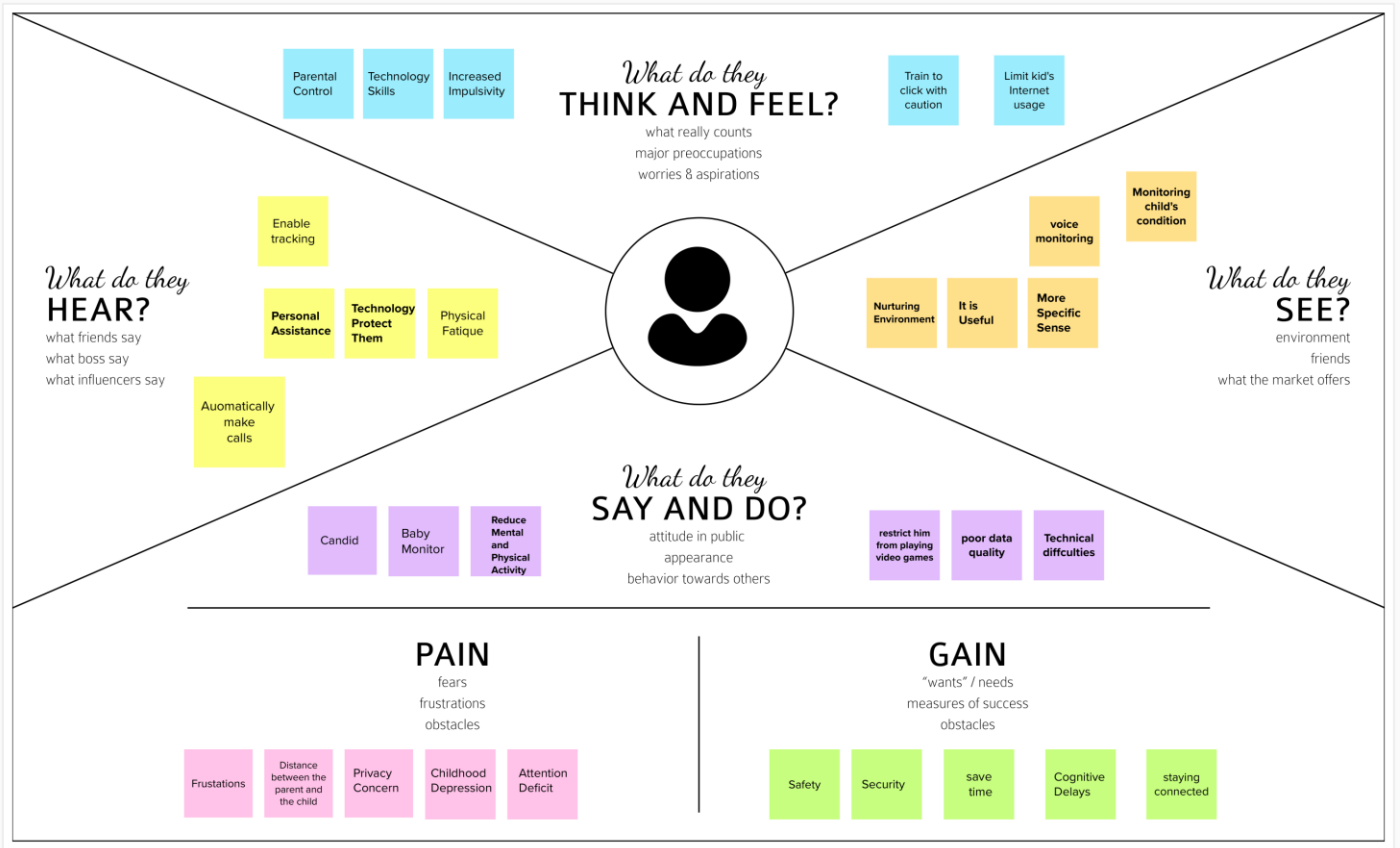 What do they
THINK AND FEEL?
what really counts
major preoccupations
worries & aspirations
Parental
Control
Technology
Skills
Increased
Impulsivity
Train to
click with
caution
Limit kid's
Internet
usage
What do they
HEAR?
what friends say
what boss say
what influencers say
Enable
tracking
Personal
Assistance
Technology
Protect
Them
Physical
Fatique
Auomatically
make
calls
What do they
SEE?
environment
friends
what the market offers
voice
monitoring
Monitoring
child's
condition
Nurturing
Environment
It is
Useful
More
Specific
Sense
What do they
SAY AND DO?
attitude in public
appearance
behavior towards others
Candid
Baby
Monitor
Reduce
Mental
and
Physical
Activity
restrict him
from playing
video games
poor data
quality
Technical
diffculties
PAIN
fears
frustrations
obstacles
Frustations
Distance
between the
parent and
the child
Privacy
Concern
Childhood
Depression
Attention
Deficit
GAIN
“wants” / needs
measures of success
obstacles
Safety
Security
save
time
Cognitive
Delays
staying
connected